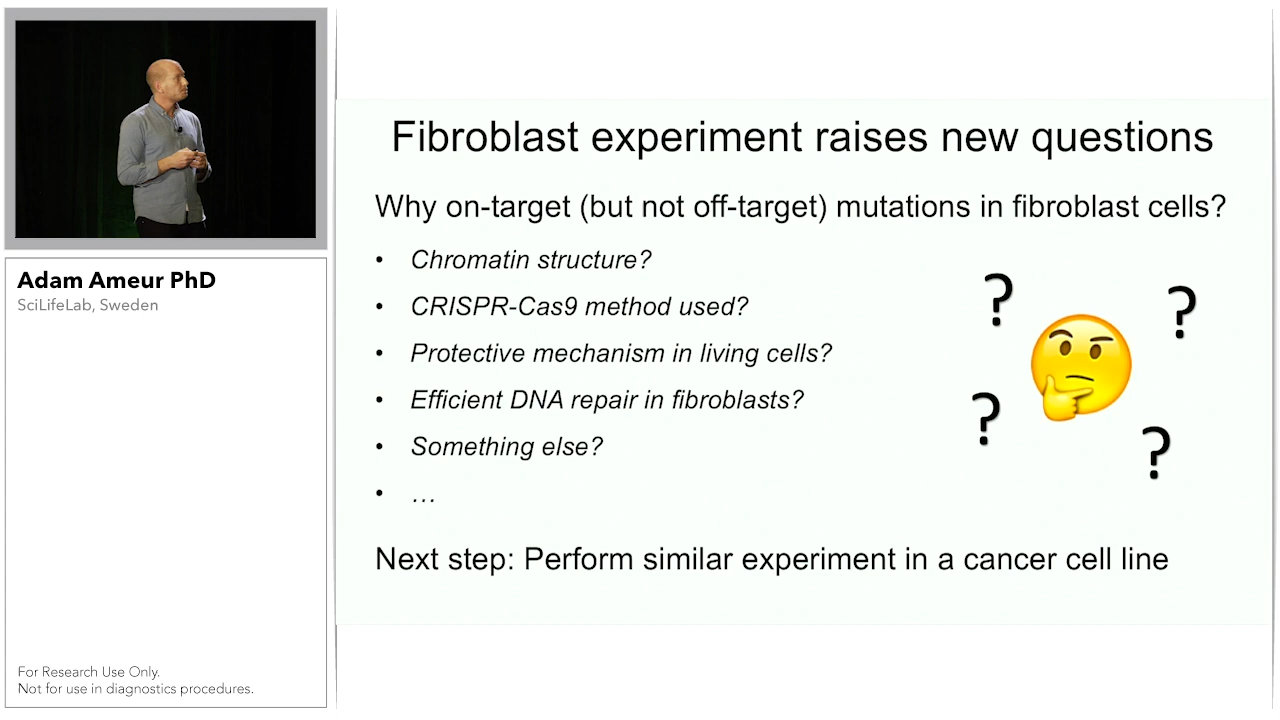 Fibroblast experiment raises new questions
Why on-target (but not off-target) mutations in fibroblast cells?
• Chromatin structure?
• CRISPR-Cas9 method used?
• Protective mechanism in living cells?
• Efficient DNA repair in fibroblasts?
• Something else?
• …
?
?
?
?
Next step: Perform similar experiment in a cancer cell line
Adam Ameur PhD
SciLifeLab, Sweden
For Research Use Only.
Not for use in diagnostics procedures.